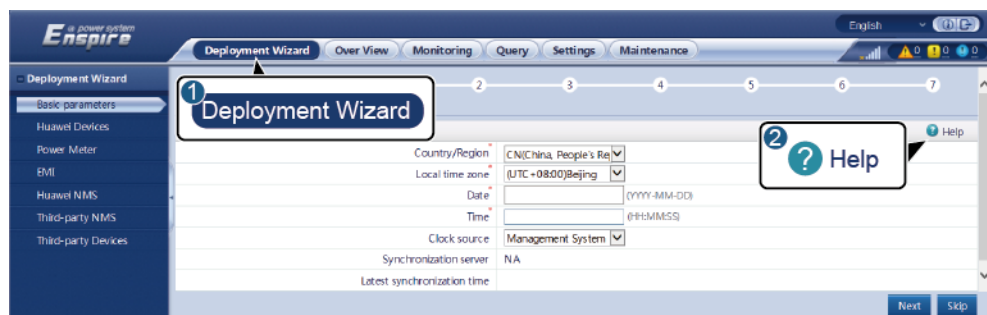 e power system
Enspire
English
Deployment Wizard
Over View
Monitoring
Query
Settings
Maintenance
0
0
0
Deployment Wizard
Basic parameters
Huawei Devices
Power Meter
EMI
Huawei NMS
Third-party NMS
Third-party Devices
1
Deployment Wizard
2
3
4
5
6
7
? Help
2
? Help
Country/Region * CN(China, People's Re
Local time zone * (UTC+08:00)Beijing
Date * (YYYY-MM-DD)
Time * (HH:MM:SS)
Clock source Management System
Synchronization server NA
Latest synchronization time
Next
Skip